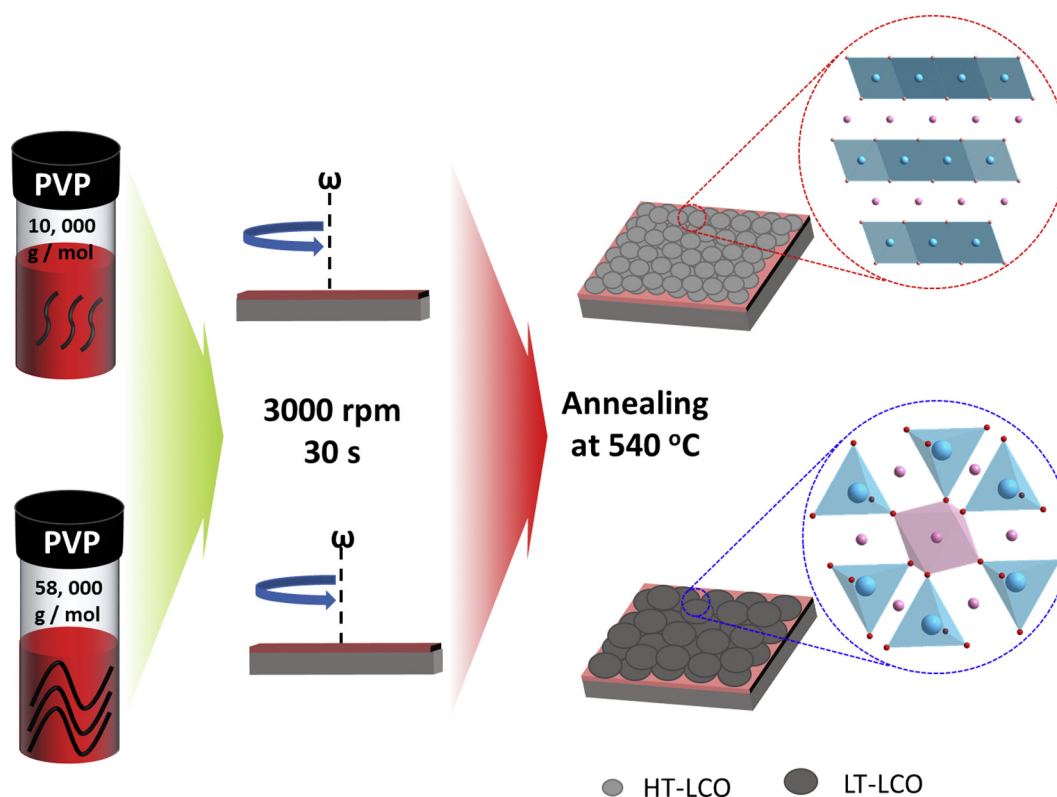 PVP
10, 000
g / mol
ω
3000 rpm
30 s
Annealing
at 540 °C
PVP
58, 000
g / mol
ω
HT-LCO
LT-LCO